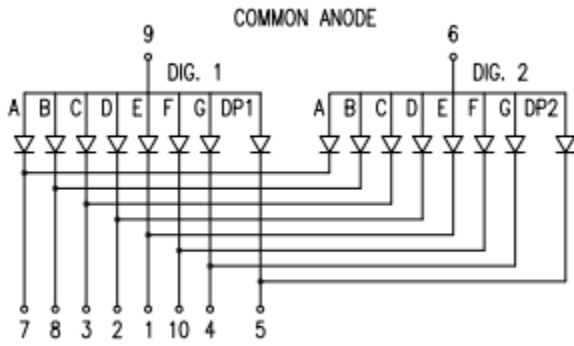 COMMON ANODE
9 6
DIG. 1 DIG. 2
A B C D E F G DP1 A B C D E F G DP2
7 8 3 2 1 10 4 5